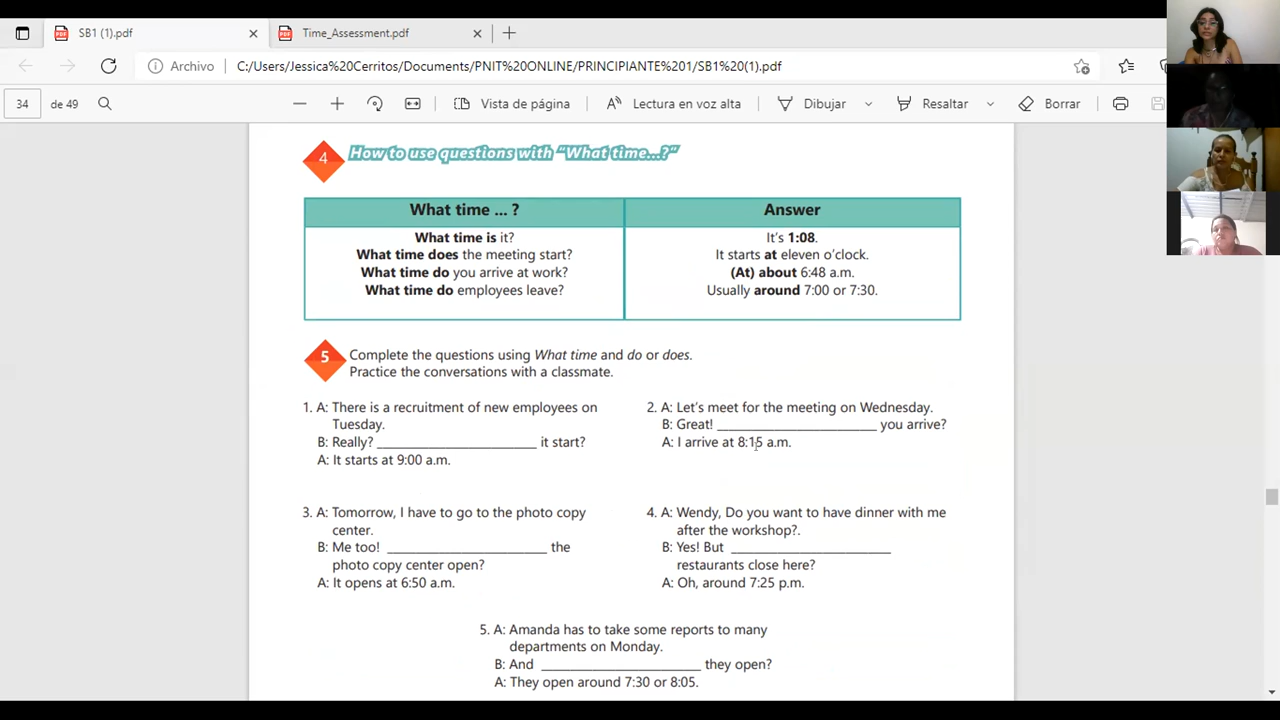 SB1 (1).pdf
Time_Assessment.pdf
Archivo
C:/Users/Jessica%20Cerritos/Documents/PNIT%20ONLINE/PRINCIPIANTE%201/SB1%20(1).pdf
34
de 49
Vista de página
Lectura en voz alta
Dibujar
Resaltar
Borrar
4
How to use questions with “What time...?”
What time ... ?
Answer
What time is it?
It's 1:08.
What time does the meeting start?
It starts at eleven o'clock.
What time do you arrive at work?
(At) about 6:48 a.m.
What time do employees leave?
Usually around 7:00 or 7:30.
5
Complete the questions using What time and do or does.
Practice the conversations with a classmate.
1. A: There is a recruitment of new employees on
Tuesday.
B: Really? ______________________ it start?
A: It starts at 9:00 a.m.
2. A: Let's meet for the meeting on Wednesday.
B: Great! ______________________ you arrive?
A: I arrive at 8:15 a.m.
3. A: Tomorrow, I have to go to the photo copy
center.
B: Me too! ______________________ the
photo copy center open?
A: It opens at 6:50 a.m.
4. A: Wendy, Do you want to have dinner with me
after the workshop?.
B: Yes! But ______________________
restaurants close here?
A: Oh, around 7:25 p.m.
5. A: Amanda has to take some reports to many
departments on Monday.
B: And ______________________ they open?
A: They open around 7:30 or 8:05.